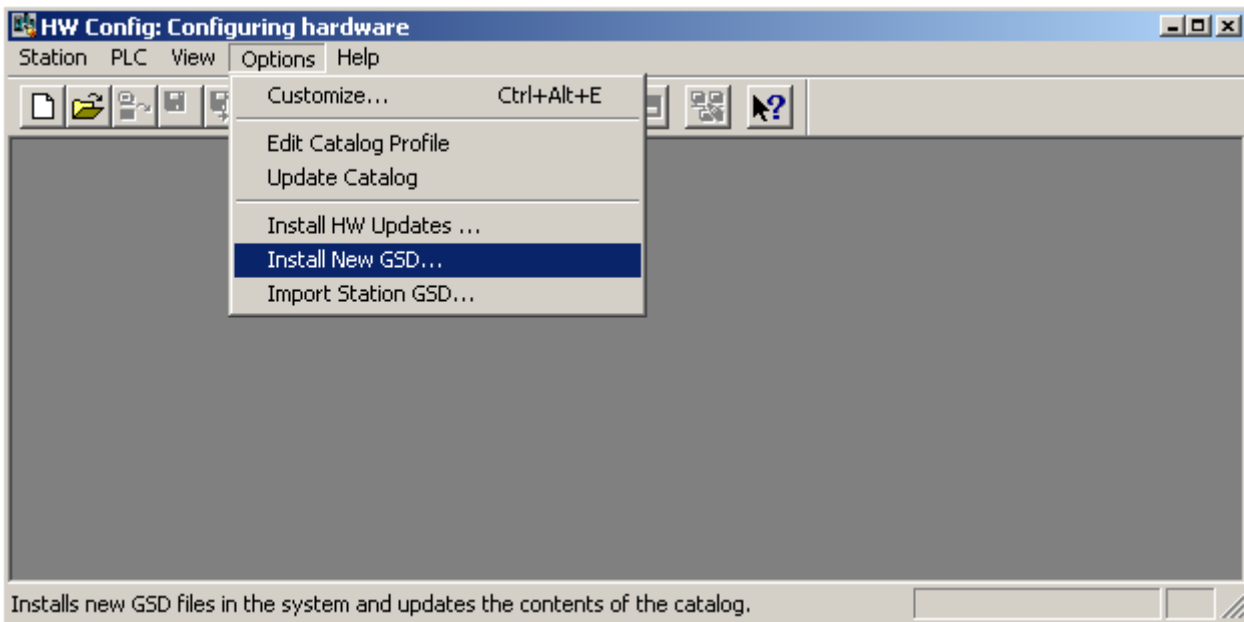 HW Config: Configuring hardware
Station PLC View Options Help
Customize... Ctrl+Alt+E
Edit Catalog Profile
Update Catalog
Install HW Updates ...
Install New GSD...
Import Station GSD...
Installs new GSD files in the system and updates the contents of the catalog.